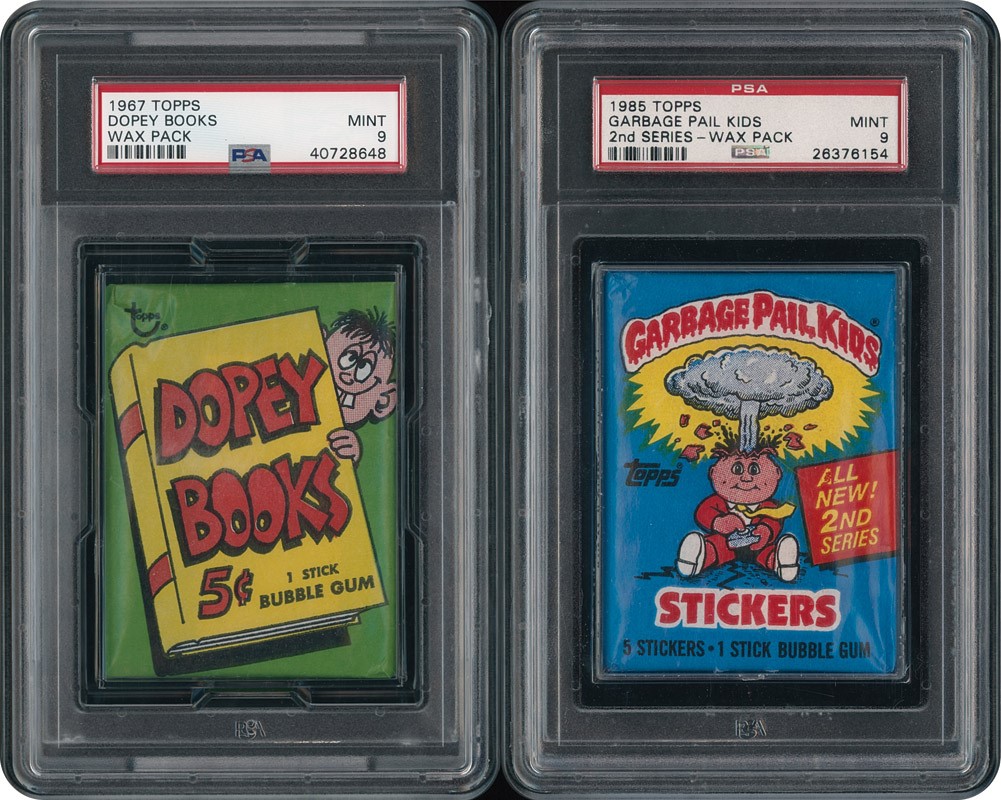 1967 TOPPS
DOPEY BOOKS MINT
WAX PACK 9
PSA 40728648
topps®
DOPEY
BOOKS
5¢ 1 STICK
BUBBLE GUM
PSA
PSA
1985 TOPPS
GARBAGE PAIL KIDS MINT
2nd SERIES - WAX PACK 9
PSA 26376154
GARBAGE PAIL KIDS®
topps®
ALL
NEW!
2ND
SERIES
STICKERS
5 STICKERS • 1 STICK BUBBLE GUM
PSA